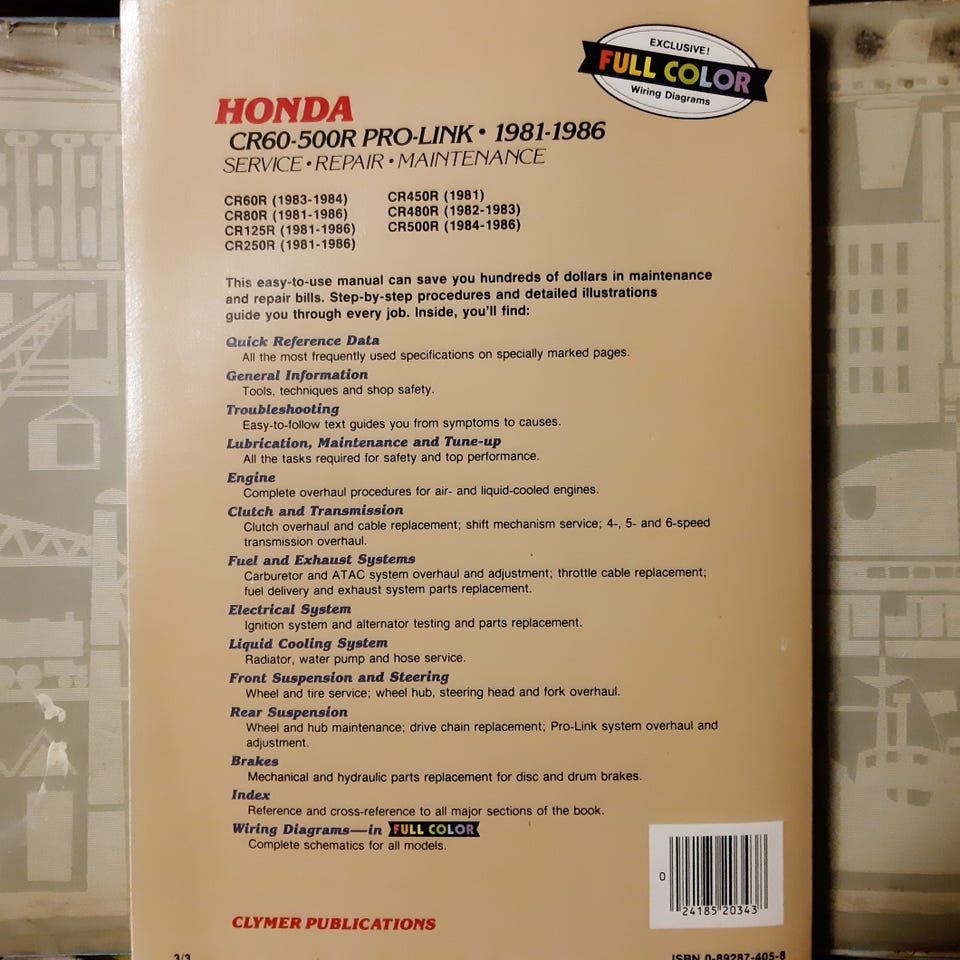 EXCLUSIVE!
FULL COLOR
Wiring Diagrams
HONDA
CR60-500R PRO-LINK • 1981-1986
SERVICE • REPAIR • MAINTENANCE
CR60R (1983-1984)
CR80R (1981-1986)
CR125R (1981-1986)
CR250R (1981-1986)
CR450R (1981)
CR480R (1982-1983)
CR500R (1984-1986)
This easy-to-use manual can save you hundreds of dollars in maintenance
and repair bills. Step-by-step procedures and detailed illustrations
guide you through every job. Inside, you'll find:
Quick Reference Data
All the most frequently used specifications on specially marked pages.
General Information
Tools, techniques and shop safety.
Troubleshooting
Easy-to-follow text guides you from symptoms to causes.
Lubrication, Maintenance and Tune-up
All the tasks required for safety and top performance.
Engine
Complete overhaul procedures for air- and liquid-cooled engines.
Clutch and Transmission
Clutch overhaul and cable replacement; shift mechanism service; 4-, 5- and 6-speed
transmission overhaul.
Fuel and Exhaust Systems
Carburetor and ATAC system overhaul and adjustment; throttle cable replacement;
fuel delivery and exhaust system parts replacement.
Electrical System
Ignition system and alternator testing and parts replacement.
Liquid Cooling System
Radiator, water pump and hose service.
Front Suspension and Steering
Wheel and tire service; wheel hub, steering head and fork overhaul.
Rear Suspension
Wheel and hub maintenance; drive chain replacement; Pro-Link system overhaul and
adjustment.
Brakes
Mechanical and hydraulic parts replacement for disc and drum brakes.
Index
Reference and cross-reference to all major sections of the book.
Wiring Diagrams—in FULL COLOR
Complete schematics for all models.
0
24185 20343
CLYMER PUBLICATIONS
3/3
ISBN 0-89287-405-8